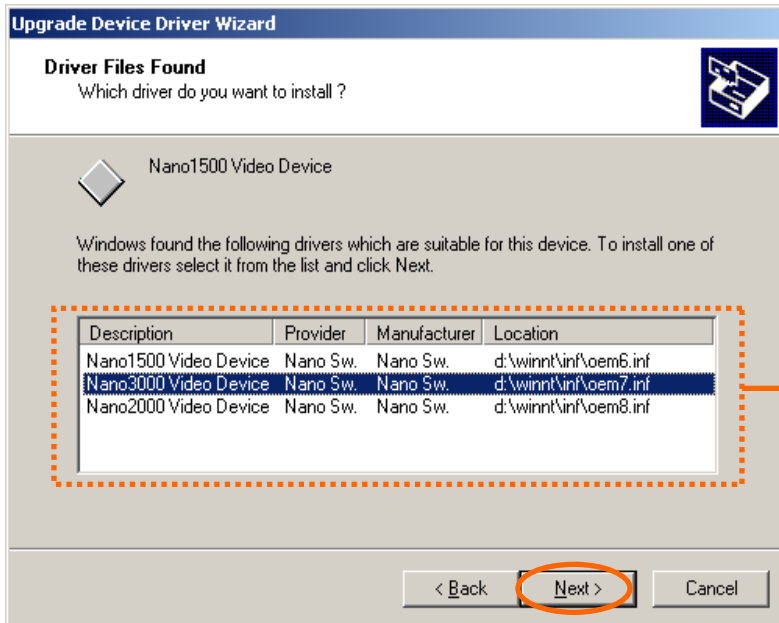 Upgrade Device Driver Wizard
Driver Files Found
Which driver do you want to install ?
Nano1500 Video Device
Windows found the following drivers which are suitable for this device. To install one of
these drivers select it from the list and click Next.
Description Provider Manufacturer Location
Nano1500 Video Device Nano Sw. Nano Sw. d:\winnt\inf\oem6.inf
Nano3000 Video Device Nano Sw. Nano Sw. d:\winnt\inf\oem7.inf
Nano2000 Video Device Nano Sw. Nano Sw. d:\winnt\inf\oem8.inf
< Back Next > Cancel